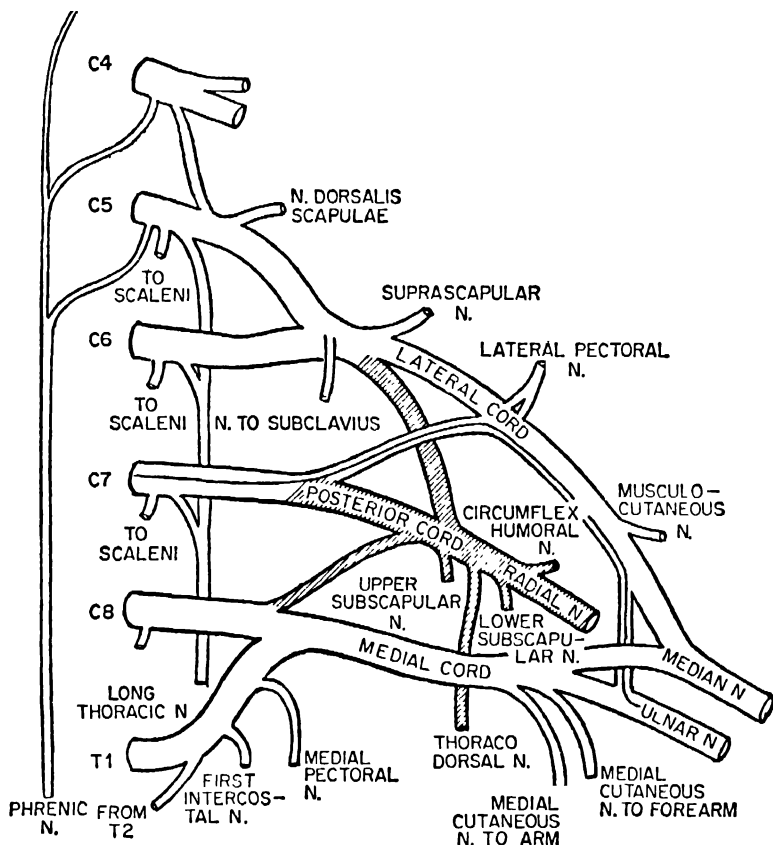 C4
C5
N. DORSALIS
SCAPULAE
TO
SCALENI
SUPRASCAPULAR
N.
C6
LATERAL PECTORAL
N.
LATERAL CORD
TO
SCALENI
N. TO SUBCLAVIUS
C7
MUSCULO-
CUTANEOUS
N.
POSTERIOR CORD
CIRCUMFLEX
HUMORAL
N.
TO
SCALENI
RADIAL N
UPPER
SUBSCAPULAR
N.
C8
LOWER
SUBSCAPU-
LAR N.
MEDIAL CORD
MEDIAN N
LONG
THORACIC N
ULNAR N
T1
THORACO
DORSAL N.
MEDIAL
PECTORAL
N.
FIRST
INTERCOS-
TAL N.
MEDIAL
CUTANEOUS
N. TO FOREARM
PHRENIC
N.
FROM
T2
MEDIAL
CUTANEOUS
N. TO ARM